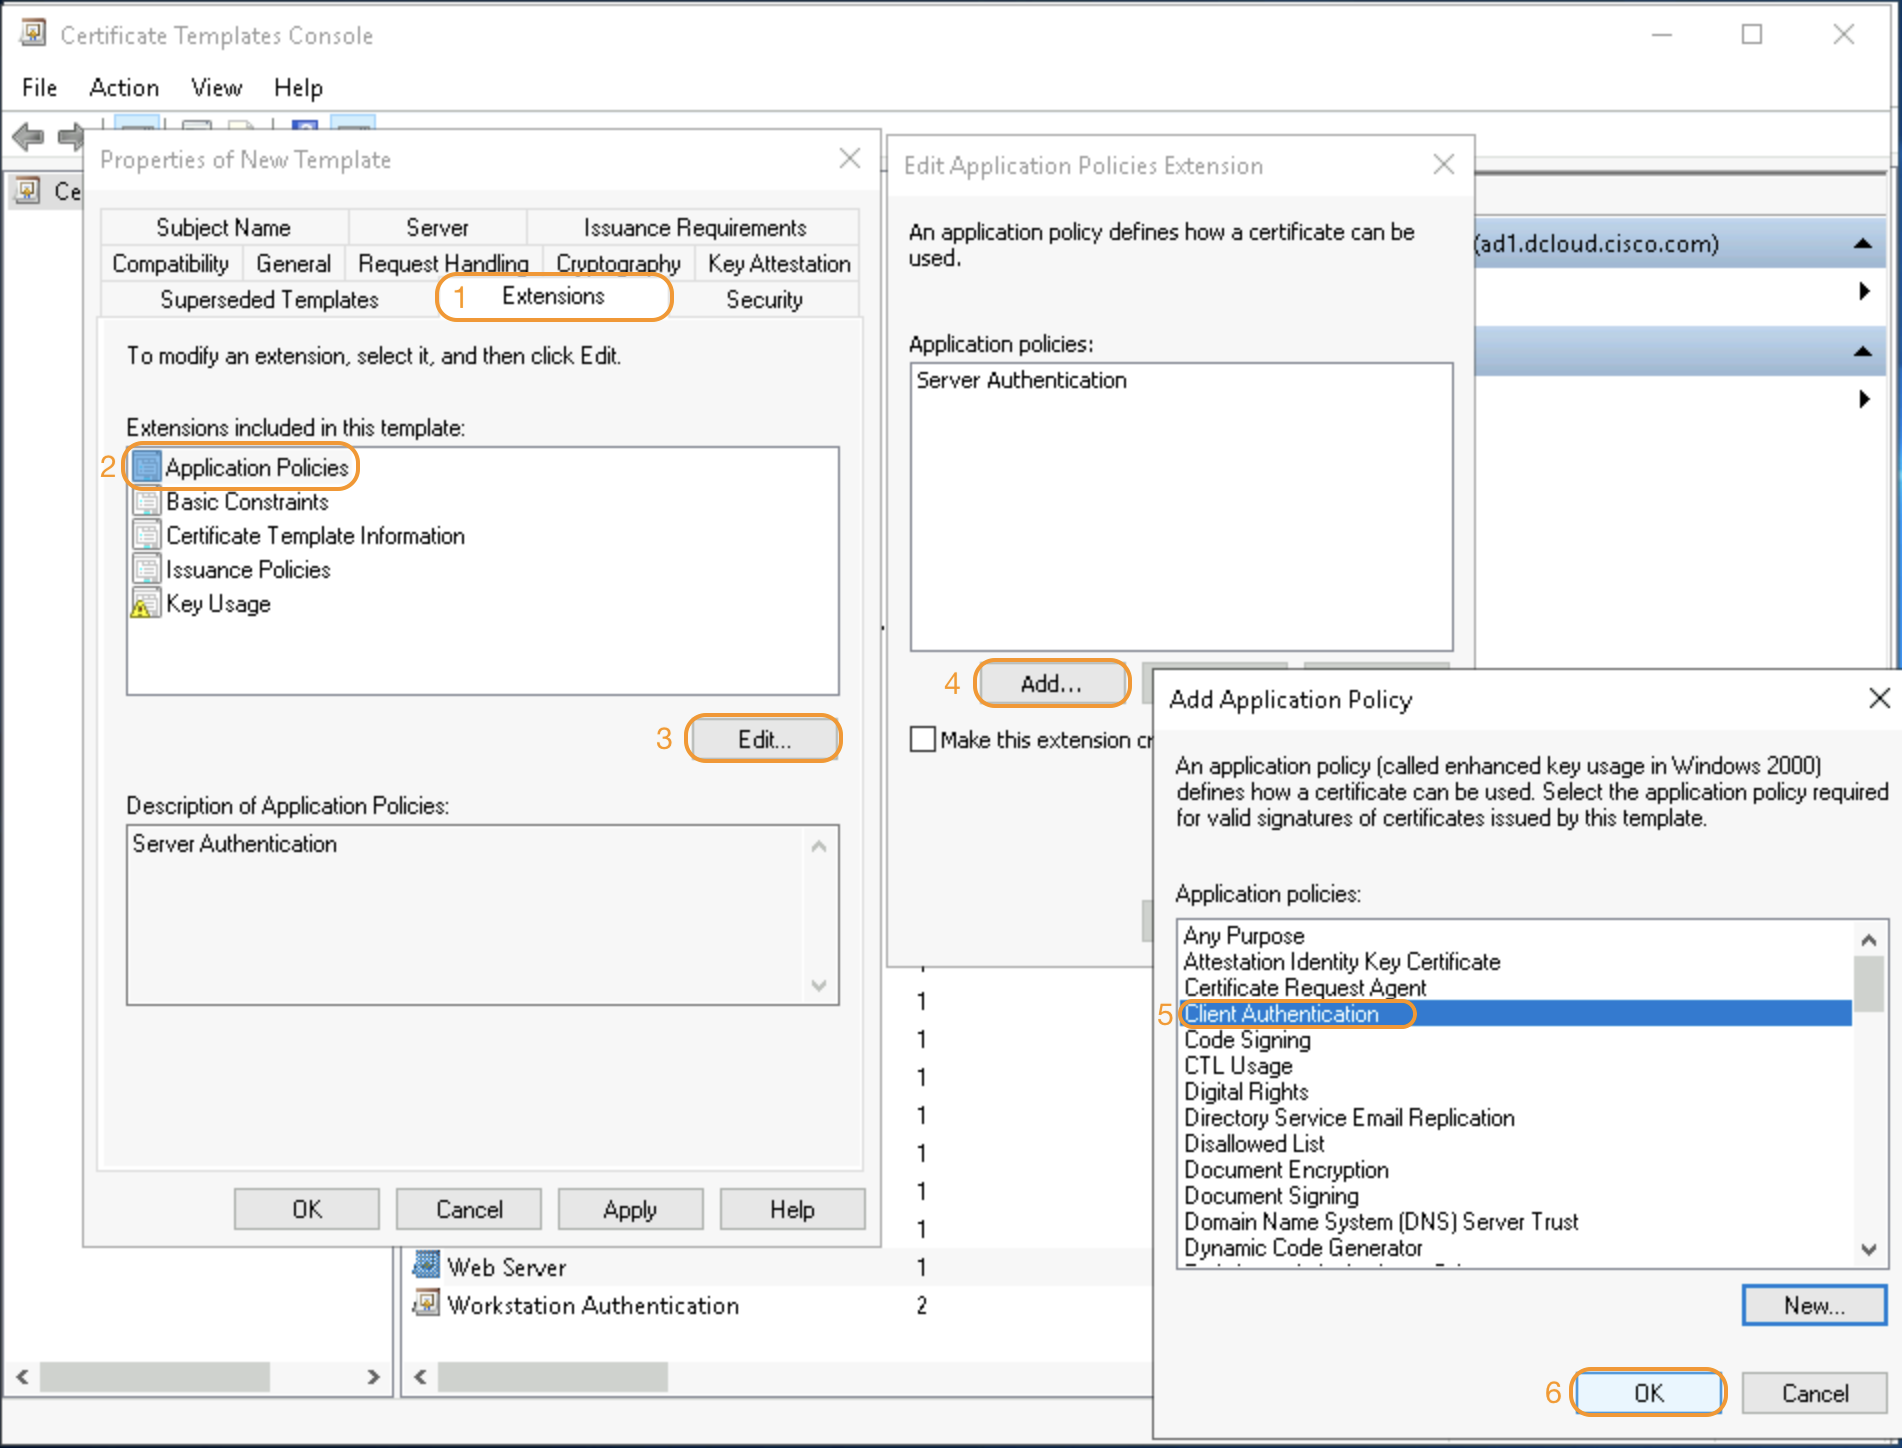 Certificate Templates Console
File Action View Help
Ce
Properties of New Template
Subject Name Server Issuance Requirements
Compatibility General Request Handling Cryptography Key Attestation
Superseded Templates 1 Extensions Security
To modify an extension, select it, and then click Edit.
Extensions included in this template:
2 Application Policies
Basic Constraints
Certificate Template Information
Issuance Policies
Key Usage
3 Edit...
Description of Application Policies:
Server Authentication
OK Cancel Apply Help
Edit Application Policies Extension
An application policy defines how a certificate can be
used.
Application policies:
Server Authentication
4 Add...
Make this extension cr
(ad1.dcloud.cisco.com)
Add Application Policy
An application policy (called enhanced key usage in Windows 2000)
defines how a certificate can be used. Select the application policy required
for valid signatures of certificates issued by this template.
Application policies:
Any Purpose
Attestation Identity Key Certificate
Certificate Request Agent
5 Client Authentication
Code Signing
CTL Usage
Digital Rights
Directory Service Email Replication
Disallowed List
Document Encryption
Document Signing
Domain Name System (DNS) Server Trust
Dynamic Code Generator
New...
6 OK Cancel
1
1
1
1
1
1
1
Web Server 1
Workstation Authentication 2